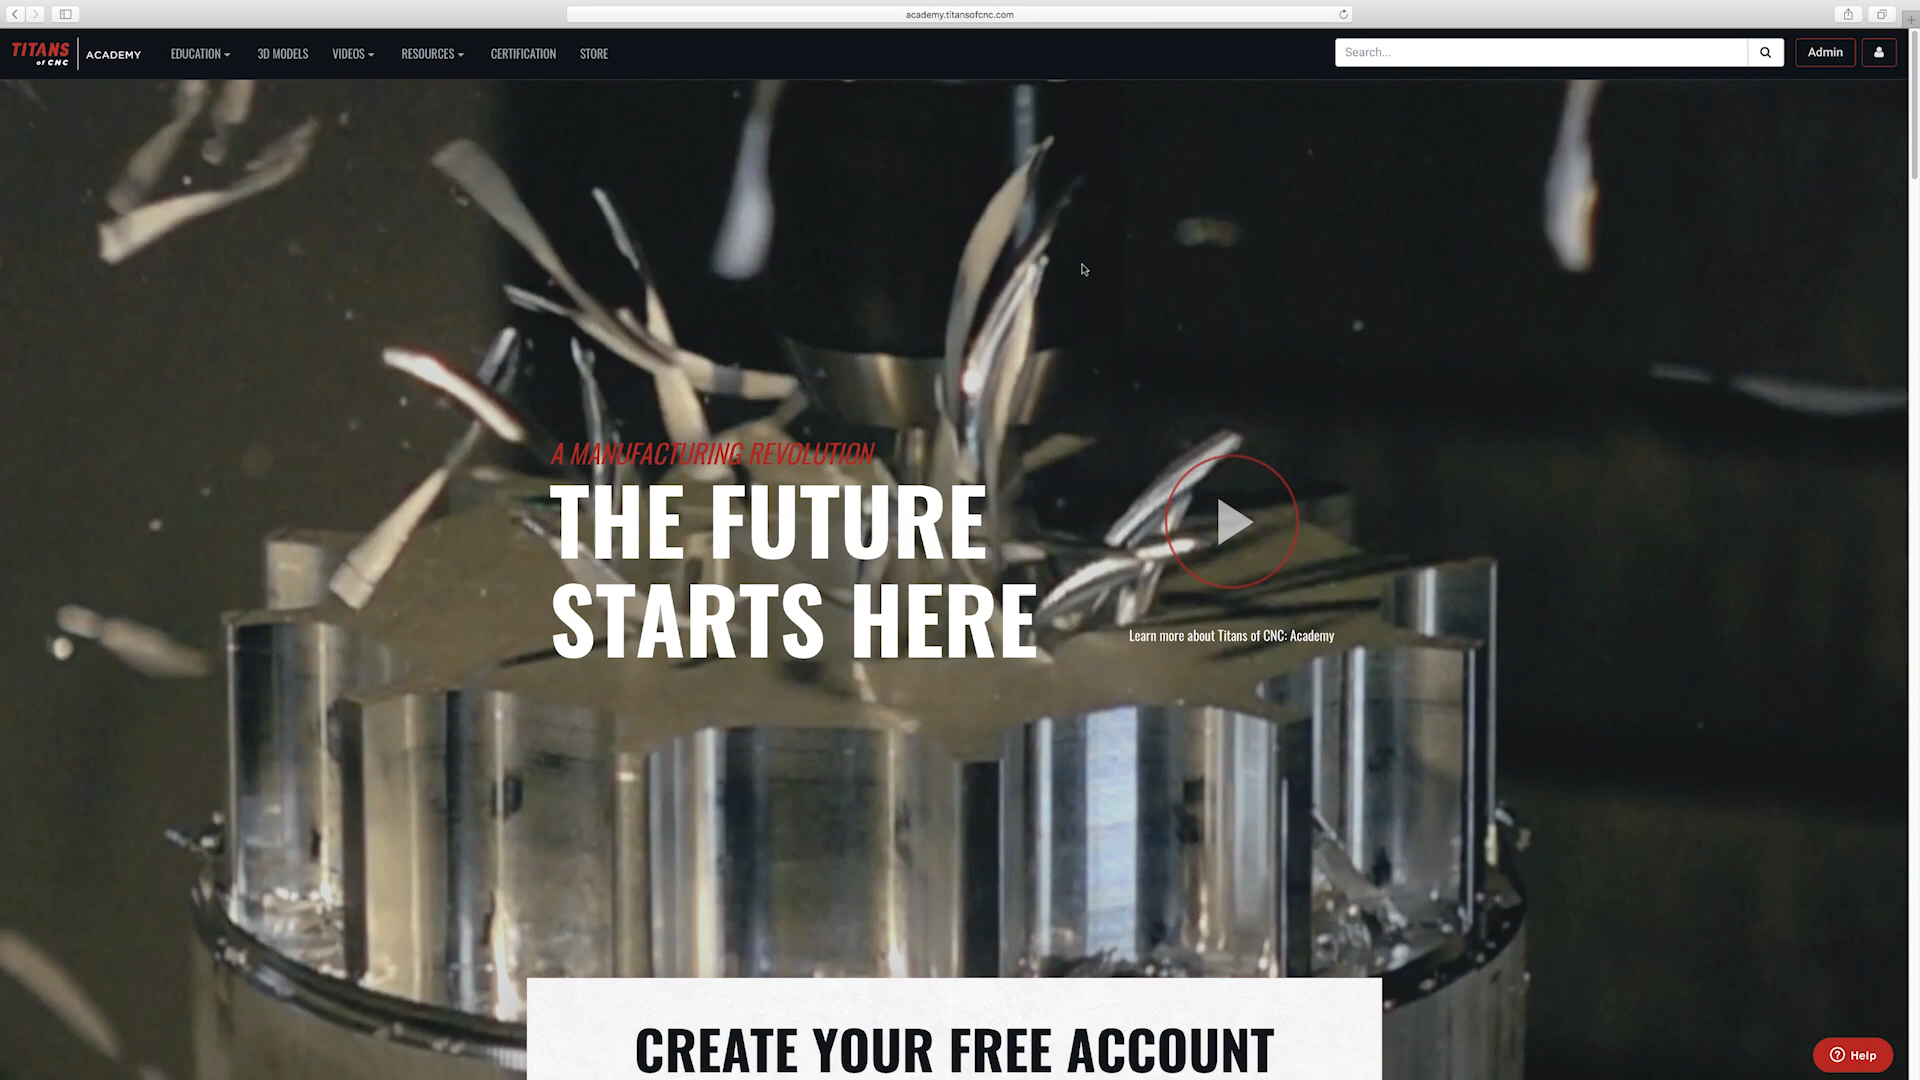 academy.titansofcnc.com
TITANS
of CNC
ACADEMY
EDUCATION
3D MODELS
VIDEOS
RESOURCES
CERTIFICATION
STORE
Search...
Admin
A MANUFACTURING REVOLUTION
THE FUTURE
STARTS HERE
Learn more about Titans of CNC: Academy
CREATE YOUR FREE ACCOUNT
Help